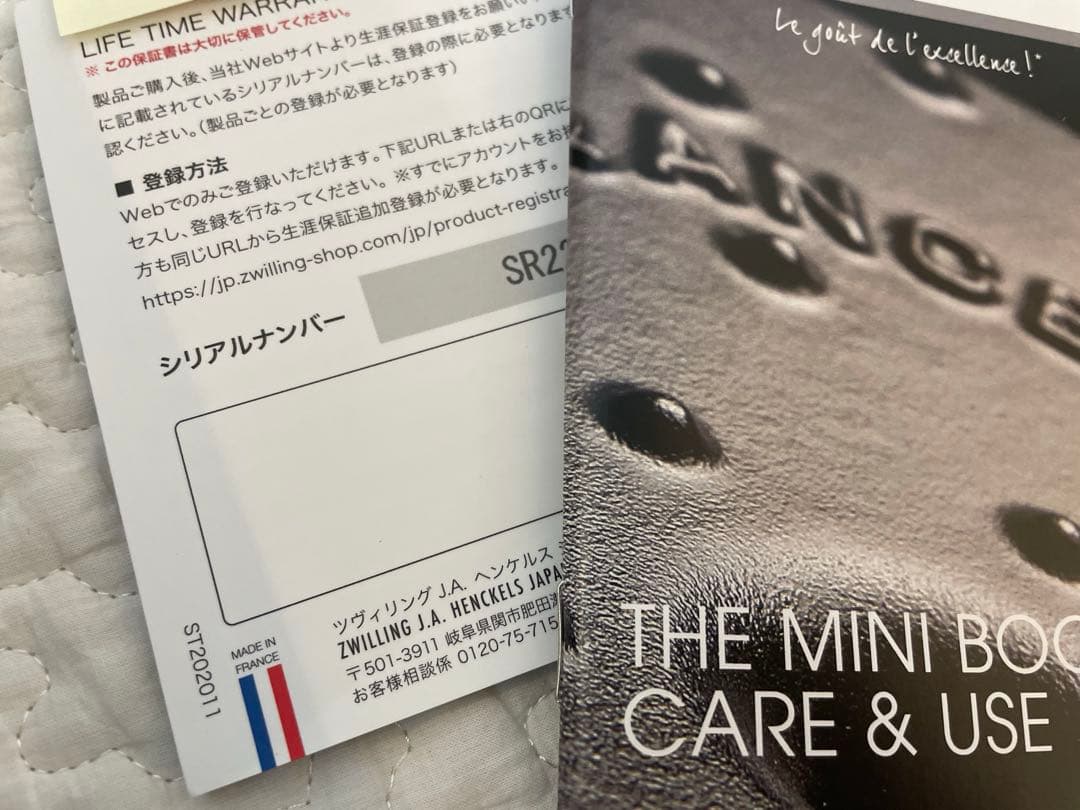 LIFE TIME WARRAN
※ この保証書は大切に保管してください。
製品ご購入後、当社Webサイトより生涯保証登録をお願い
に記載されているシリアルナンバーは、登録の際に必要となりま
認ください。(製品ごとの登録が必要となります)
■ 登録方法
Webでのみご登録いただけます。下記URLまたは右のQRに
セスし、登録を行なってください。 ※すでにアカウントをお
方も同じURLから生涯保証追加登録が必要となります。
https://jp.zwilling-shop.com/jp/product-registra
シリアルナンバー
SR22
ツヴィリング J.A. ヘンケルス
ZWILLING J.A. HENCKELS JAPA
〒501-3911 岐阜県関市肥田瀬
お客様相談係 0120-75-715
ST202011
MADE IN
FRANCE
Le goût de l'excellence!*
LANCE
THE MINI BOO
CARE & USE